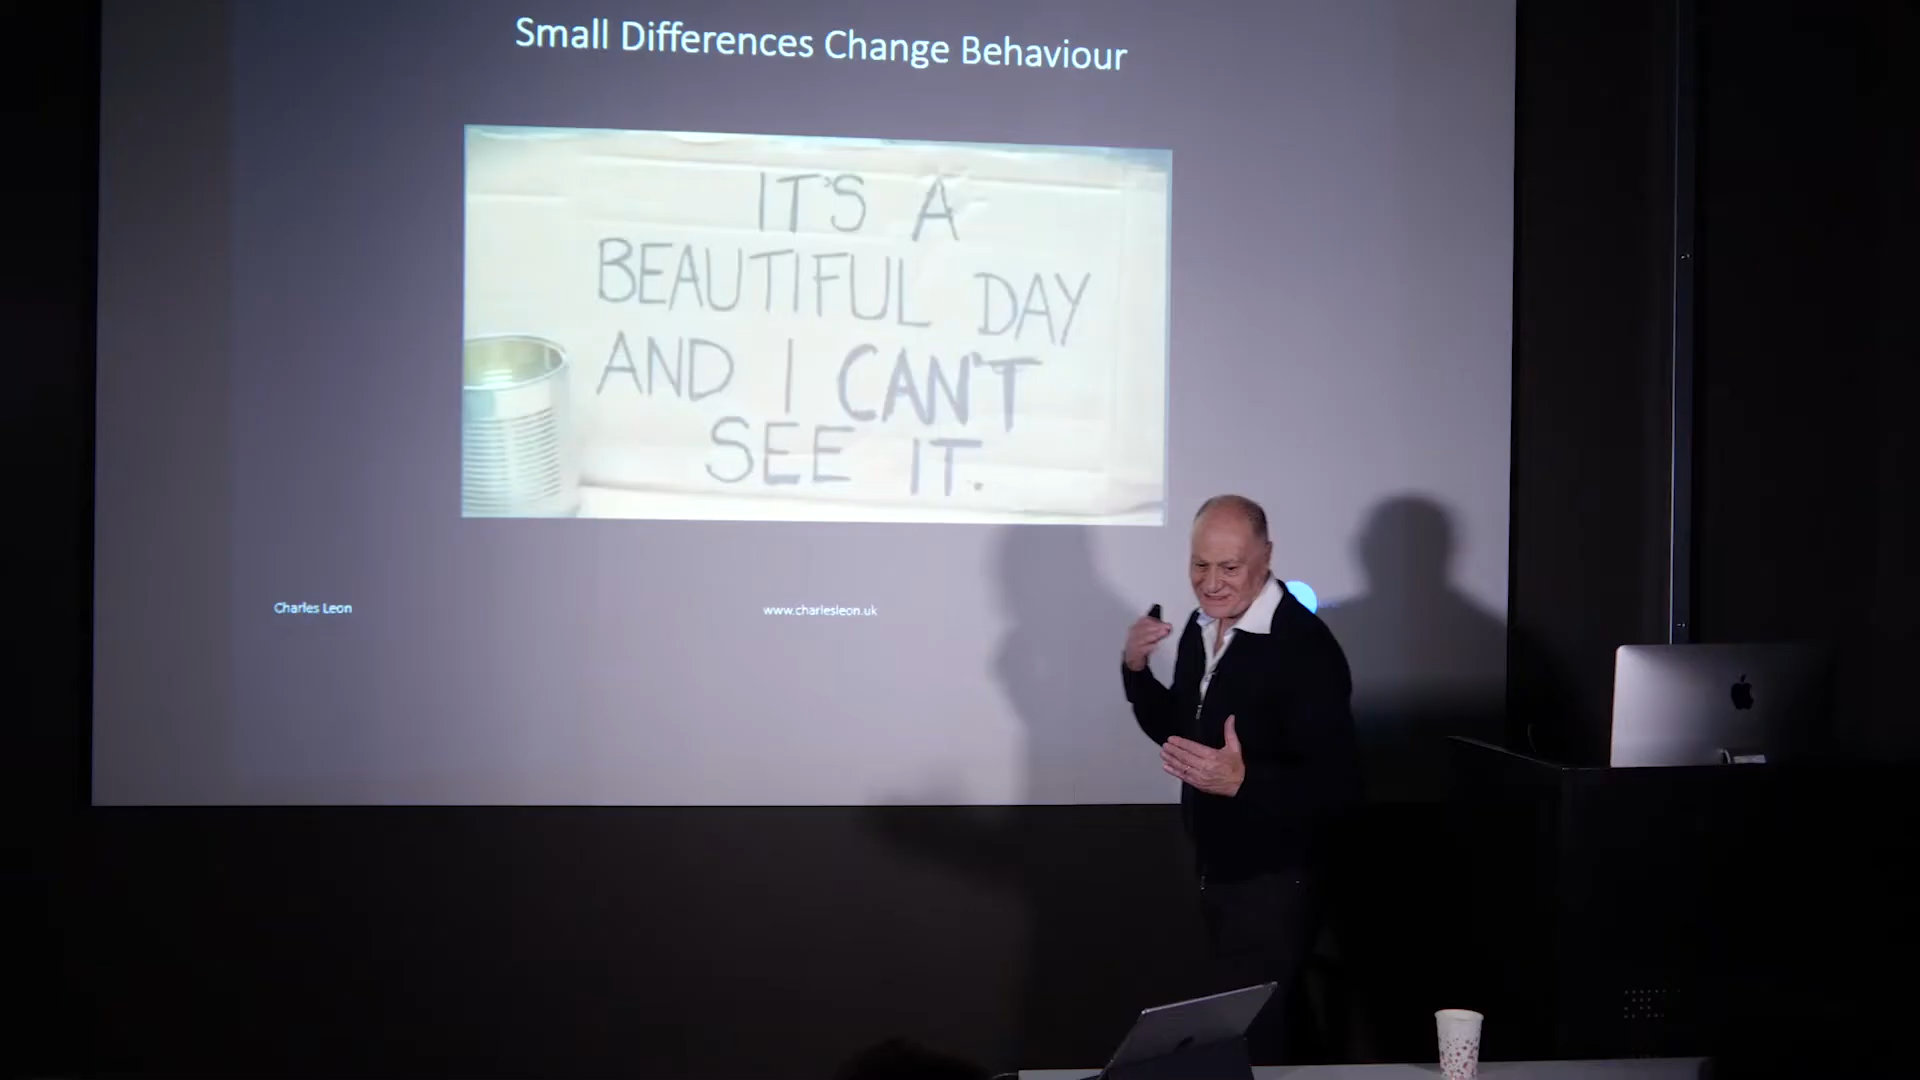 Small Differences Change Behaviour
IT'S A
BEAUTIFUL DAY
AND I CAN'T
SEE IT.
Charles Leon
www.charlesleon.uk